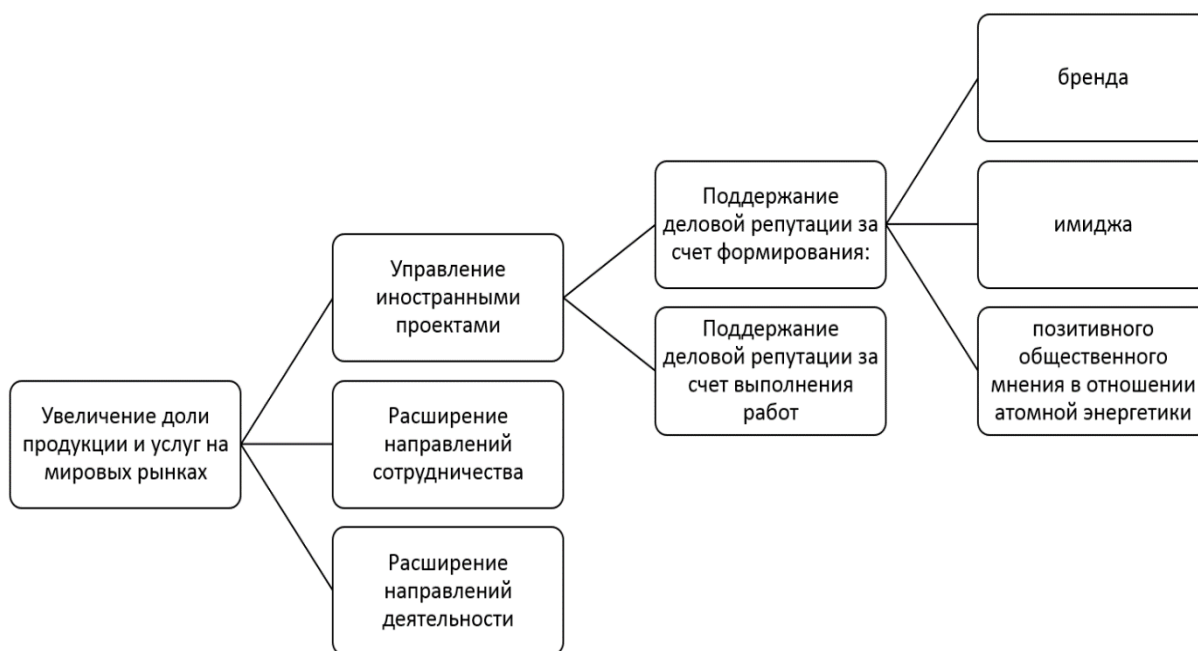 Увеличение доли
продукции и услуг на
мировых рынках
Управление
иностранными
проектами
Расширение
направлений
сотрудничества
Расширение
направлений
деятельности
Поддержание
деловой репутации за
счет формирования:
Поддержание
деловой репутации за
счет выполнения
работ
бренда
имиджа
позитивного
общественного
мнения в отношении
атомной энергетики